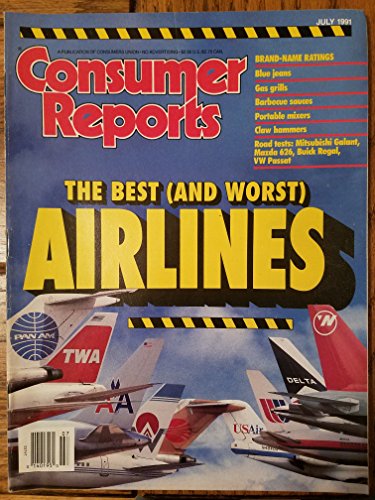 JULY 1991
A PUBLICATION OF CONSUMERS UNION • NO ADVERTISING • $2.95 U.S./$2.75 CAN.
Consumer
Reports
BRAND-NAME RATINGS
Blue jeans
Gas grills
Barbecue sauces
Portable mixers
Claw hammers
Road tests: Mitsubishi Galant,
Mazda 626, Buick Regal,
VW Passat
THE BEST (AND WORST)
AIRLINES
PAN AM
TWA
AA
USAir
DELTA
N